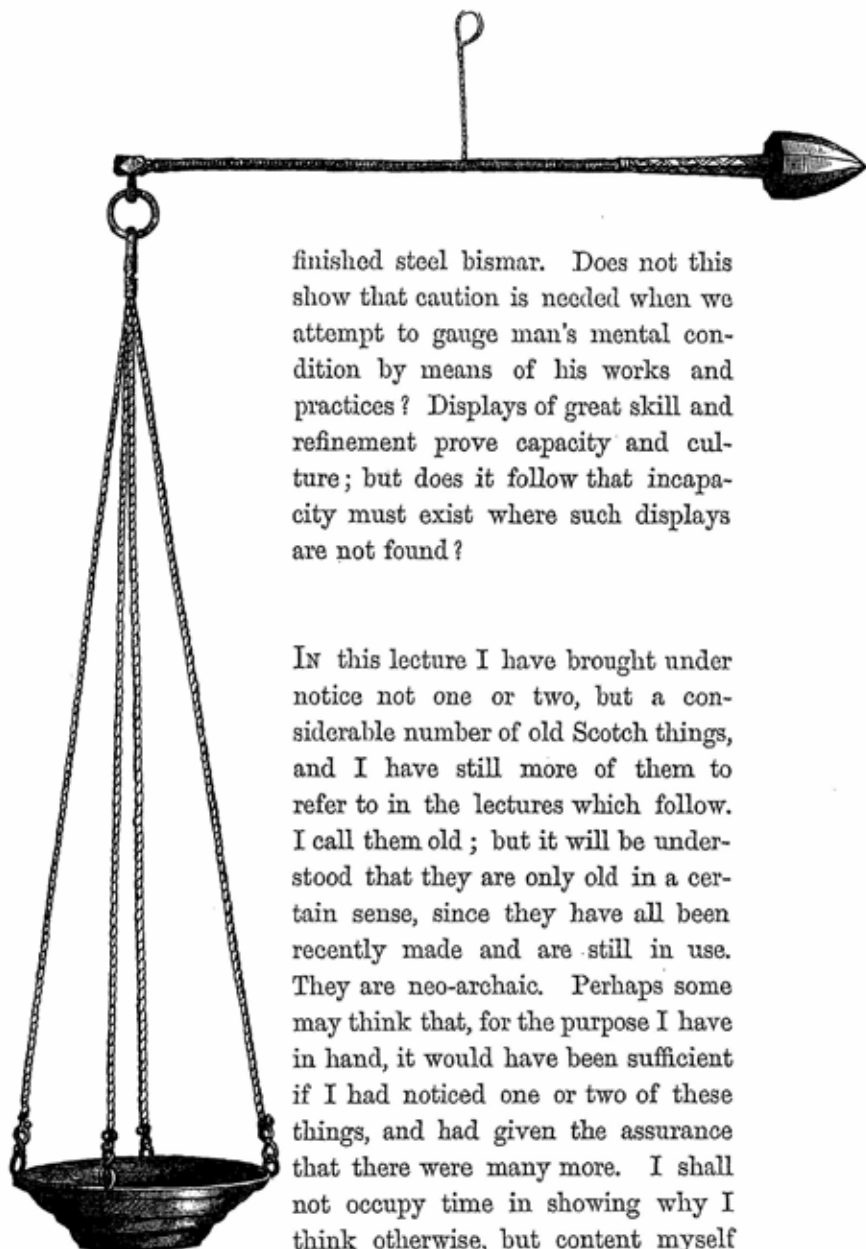 finished steel bismar. Does not this
show that caution is needed when we
attempt to gauge man's mental con-
dition by means of his works and
practices? Displays of great skill and
refinement prove capacity and cul-
ture; but does it follow that incapa-
city must exist where such displays
are not found?
IN this lecture I have brought under
notice not one or two, but a con-
siderable number of old Scotch things,
and I have still more of them to
refer to in the lectures which follow.
I call them old; but it will be under-
stood that they are only old in a cer-
tain sense, since they have all been
recently made and are still in use.
They are neo-archaic. Perhaps some
may think that, for the purpose I have
in hand, it would have been sufficient
if I had noticed one or two of these
things, and had given the assurance
that there were many more. I shall
not occupy time in showing why I
think otherwise, but content myself